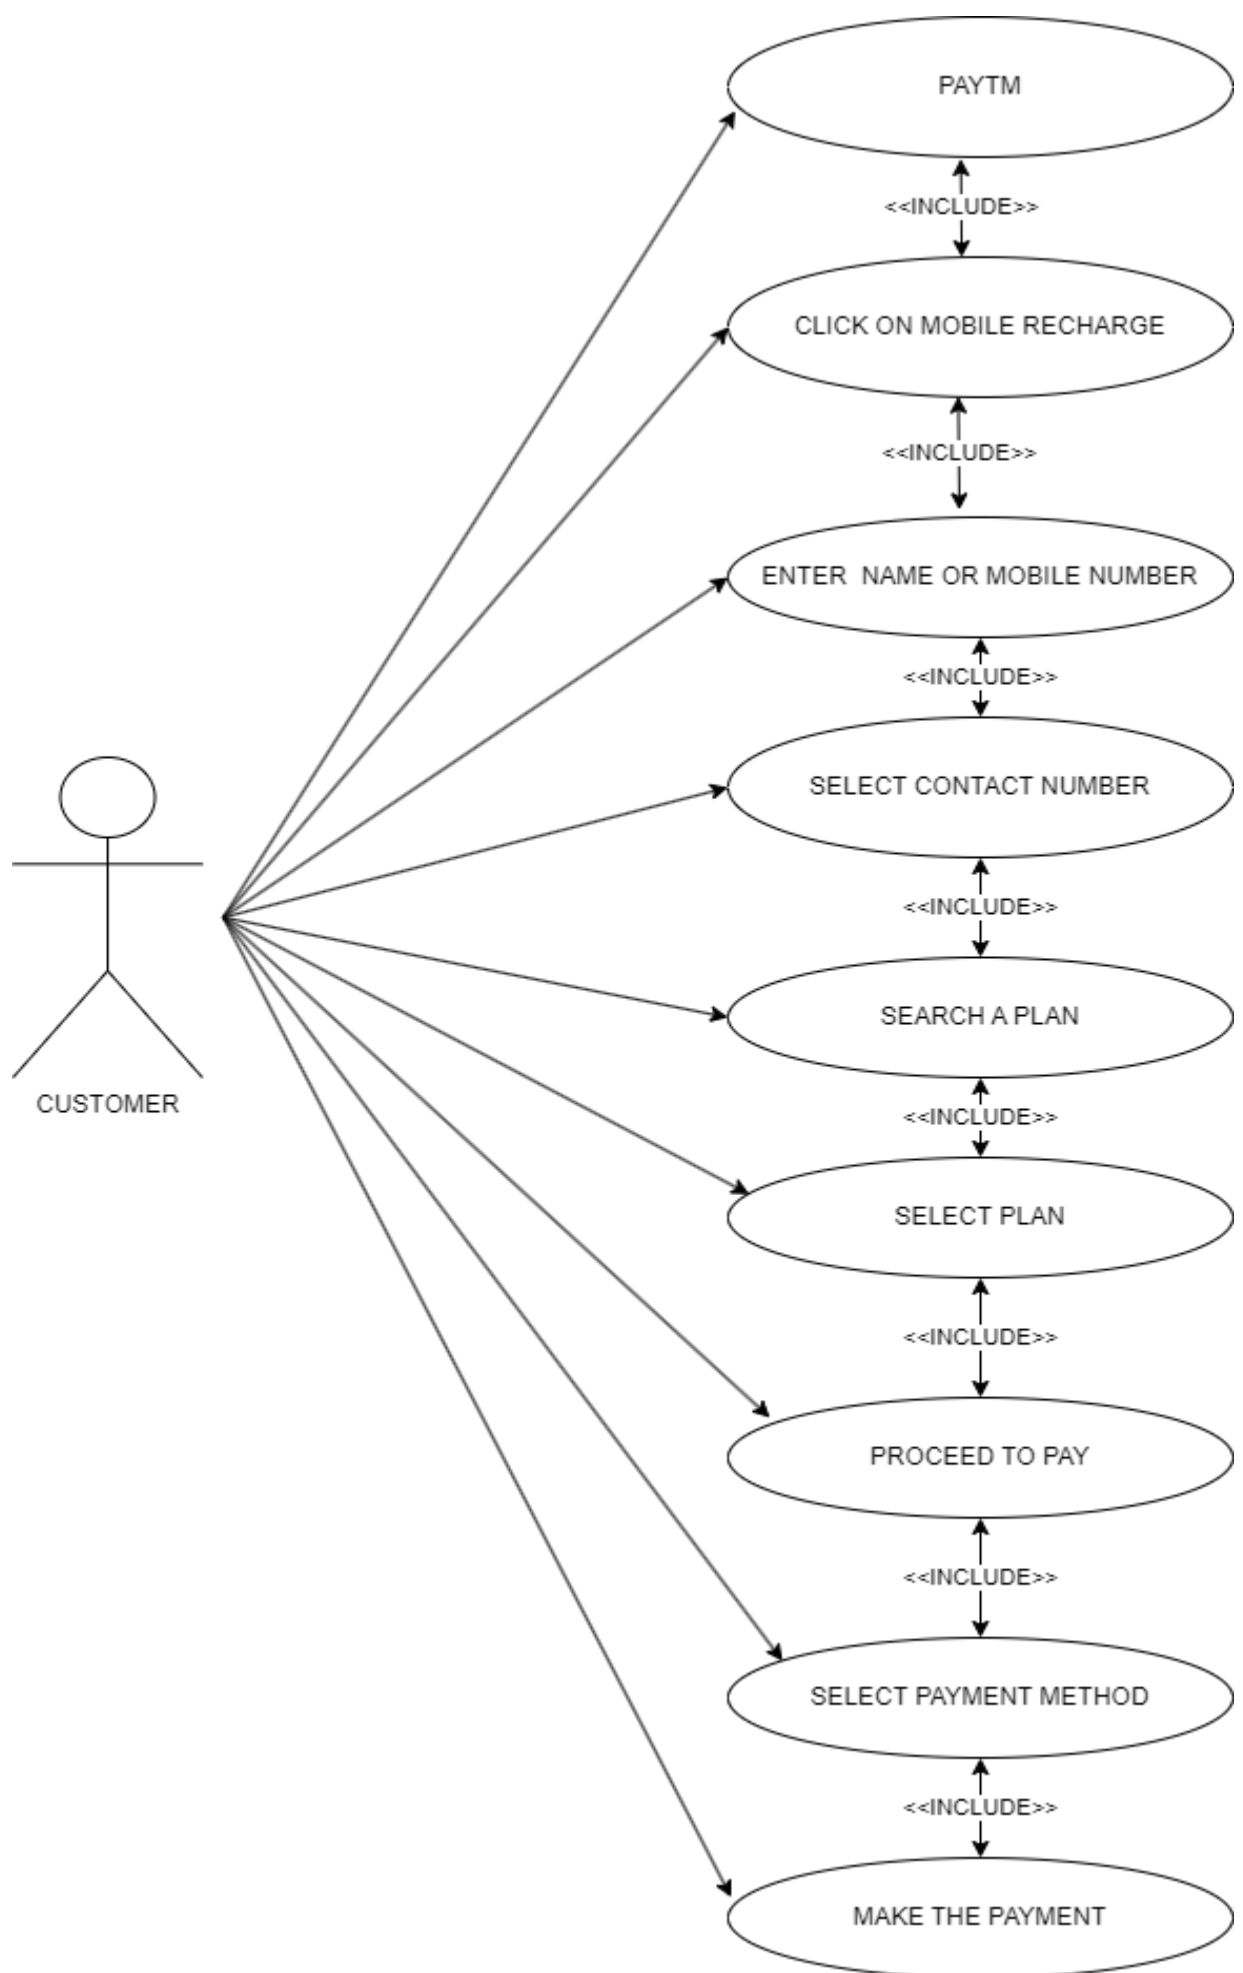 PAYTM
<<INCLUDE>>
CLICK ON MOBILE RECHARGE
<<INCLUDE>>
ENTER  NAME OR MOBILE NUMBER
<<INCLUDE>>
SELECT CONTACT NUMBER
<<INCLUDE>>
SEARCH A PLAN
CUSTOMER
<<INCLUDE>>
SELECT PLAN
<<INCLUDE>>
PROCEED TO PAY
<<INCLUDE>>
SELECT PAYMENT METHOD
<<INCLUDE>>
MAKE THE PAYMENT